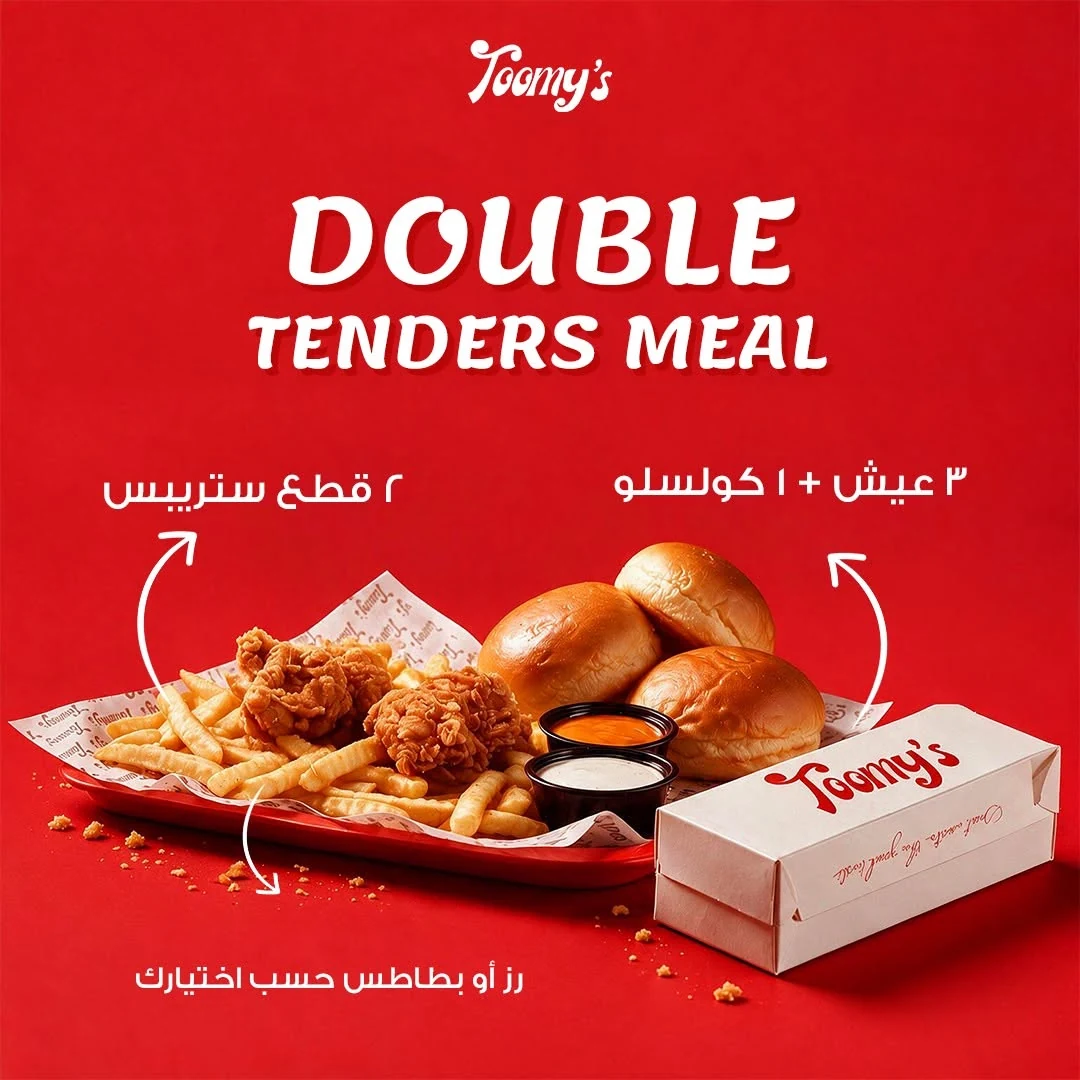 Toomy's
DOUBLE
TENDERS MEAL
٣ عيش + ١ كولسلو
٢ قطع ستريبس
Toomy's
رز أو بطاطس حسب اختيارك